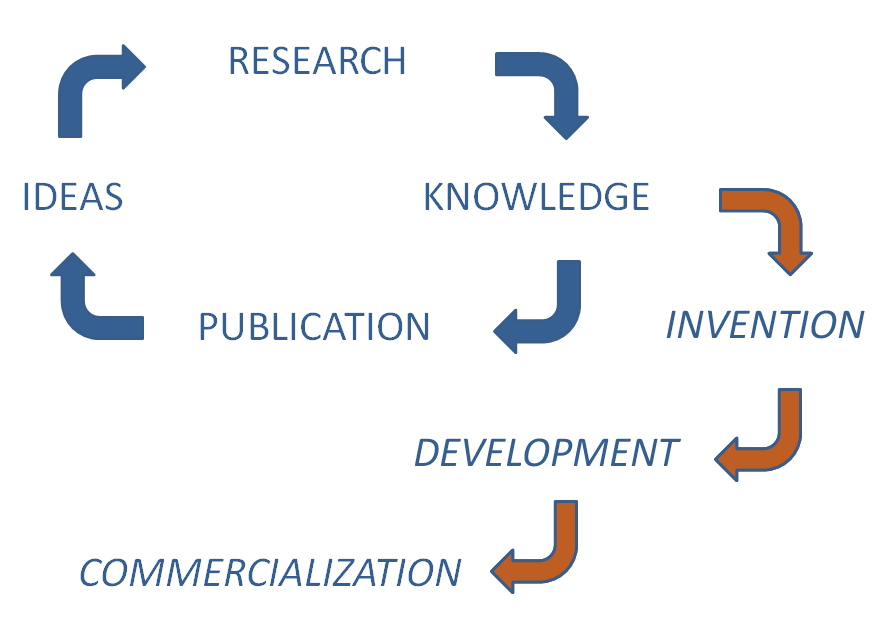 RESEARCH
IDEAS
KNOWLEDGE
PUBLICATION
INVENTION
DEVELOPMENT
COMMERCIALIZATION